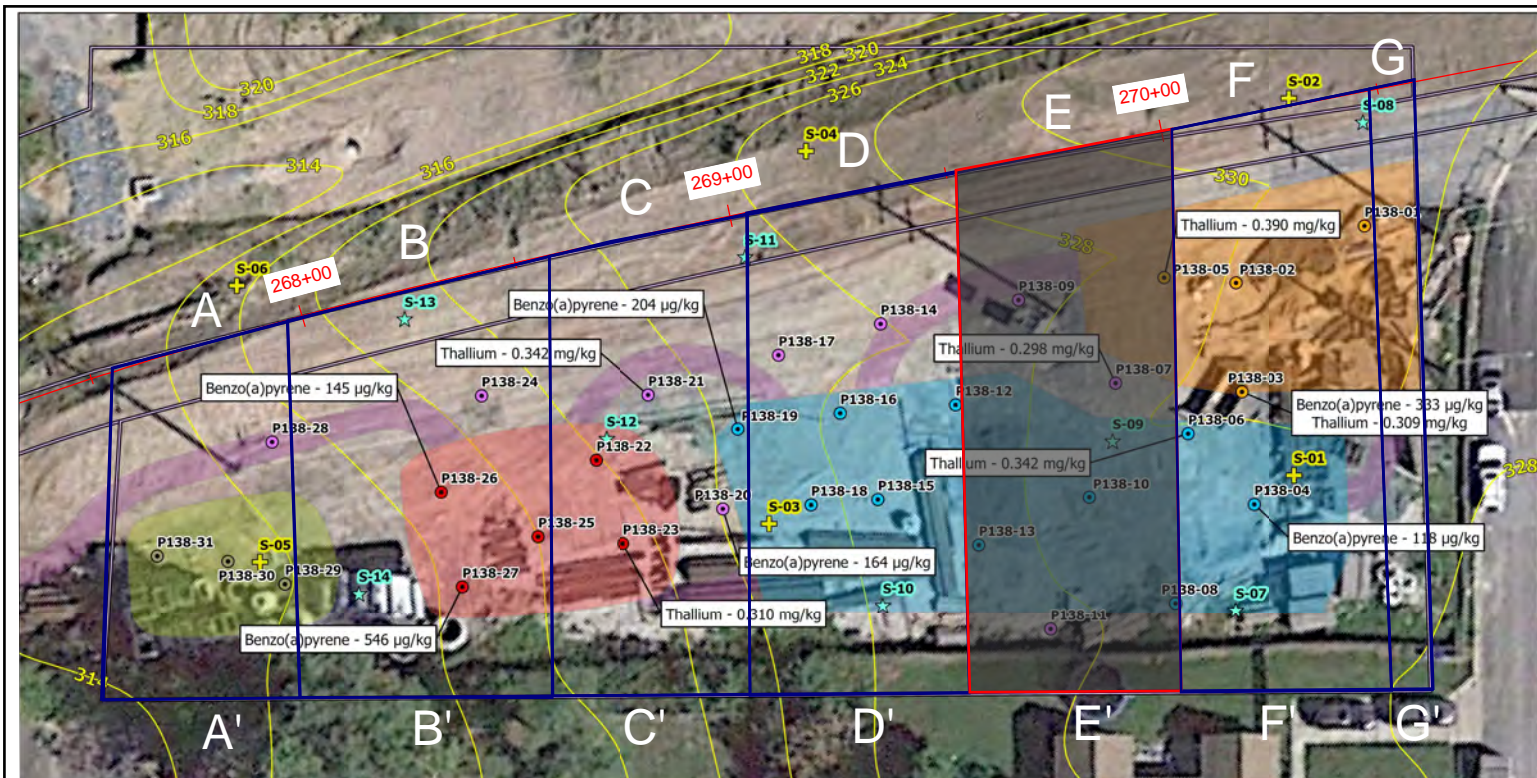 318
320
322
324
326
320
318
316
314
316
G
F
S-02
270+00
E
S-08
S-04
D
269+00
C
330
B
S-11
328
Thallium - 0.390 mg/kg
P138-01
S-06
268+00
A
S-13
P138-05
P138-02
P138-09
Benzo(a)pyrene - 204 µg/kg
P138-14
Thallium - 0.342 mg/kg
P138-17
Thallium - 0.298 mg/kg
P138-07
Benzo(a)pyrene - 145 µg/kg
P138-24
P138-21
P138-12
P138-03
Benzo(a)pyrene - 333 µg/kg
Thallium - 0.309 mg/kg
P138-16
P138-19
S-12
S-09
P138-06
P138-28
P138-22
Thallium - 0.342 mg/kg
S-01
328
P138-26
P138-20
P138-18
P138-15
P138-10
P138-04
S-03
P138-25
P138-23
P138-13
Benzo(a)pyrene - 118 µg/kg
P138-31
S-05
P138-30
P138-29
Benzo(a)pyrene - 164 µg/kg
S-14
P138-27
S-10
P138-08
S-07
Thallium - 0.310 mg/kg
P138-11
Benzo(a)pyrene - 546 µg/kg
314
A'
B'
C'
D'
E'
F'
G'